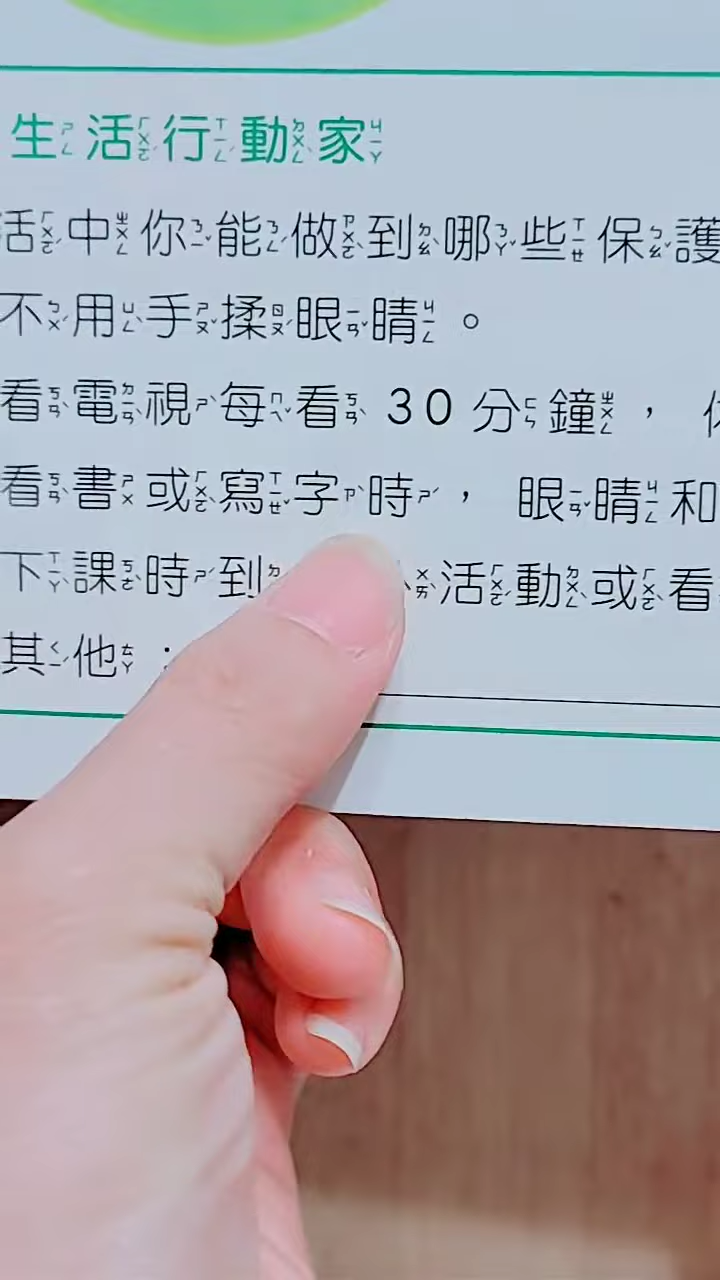 生活行動家
活中你能做到哪些保護
不用手揉眼睛。
看電視每看30分鐘，
看書或寫字時，眼睛和
下課時到 活動或看
其他：